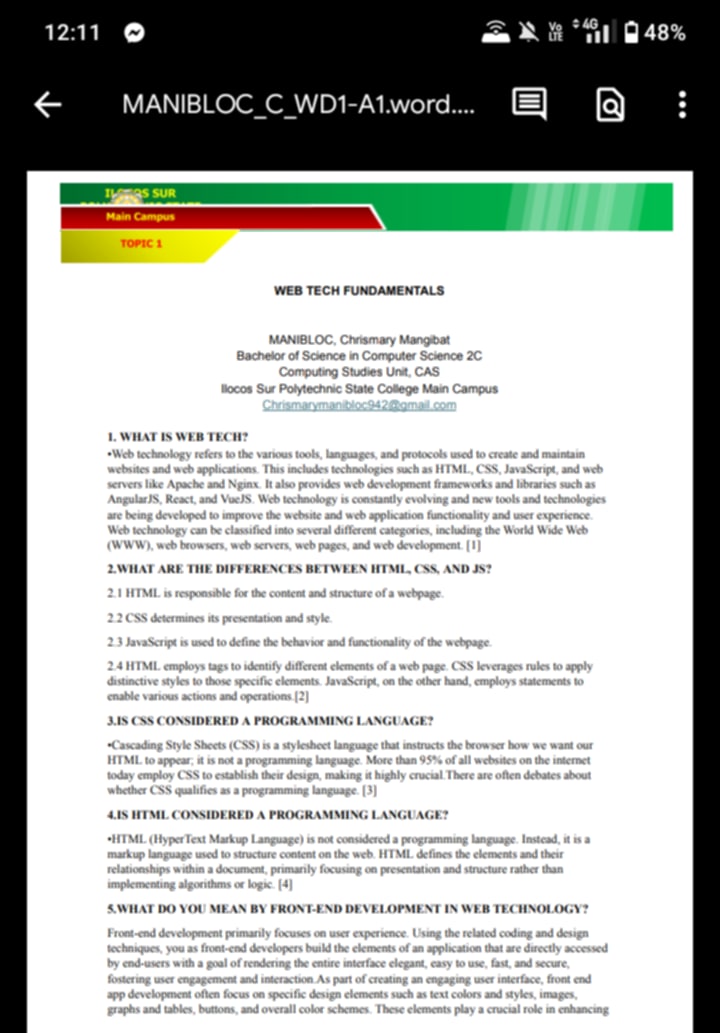 12:11
Vo LTE 4G 48%
MANIBLOC_C_WD1-A1.word....
ILOCOS SUR
Main Campus
TOPIC 1
WEB TECH FUNDAMENTALS
MANIBLOC, Chrismary Mangibat
Bachelor of Science in Computer Science 2C
Computing Studies Unit, CAS
Ilocos Sur Polytechnic State College Main Campus
Chrismarymanibloc942@gmail.com
1. WHAT IS WEB TECH?
•Web technology refers to the various tools, languages, and protocols used to create and maintain
websites and web applications. This includes technologies such as HTML, CSS, JavaScript, and web
servers like Apache and Nginx. It also provides web development frameworks and libraries such as
AngularJS, React, and VueJS. Web technology is constantly evolving and new tools and technologies
are being developed to improve the website and web application functionality and user experience.
Web technology can be classified into several different categories, including the World Wide Web
(WWW), web browsers, web servers, web pages, and web development. [1]
2.WHAT ARE THE DIFFERENCES BETWEEN HTML, CSS, AND JS?
2.1 HTML is responsible for the content and structure of a webpage.
2.2 CSS determines its presentation and style.
2.3 JavaScript is used to define the behavior and functionality of the webpage.
2.4 HTML employs tags to identify different elements of a web page. CSS leverages rules to apply
distinctive styles to those specific elements. JavaScript, on the other hand, employs statements to
enable various actions and operations.[2]
3.IS CSS CONSIDERED A PROGRAMMING LANGUAGE?
•Cascading Style Sheets (CSS) is a stylesheet language that instructs the browser how we want our
HTML to appear; it is not a programming language. More than 95% of all websites on the internet
today employ CSS to establish their design, making it highly crucial.There are often debates about
whether CSS qualifies as a programming language. [3]
4.IS HTML CONSIDERED A PROGRAMMING LANGUAGE?
•HTML (HyperText Markup Language) is not considered a programming language. Instead, it is a
markup language used to structure content on the web. HTML defines the elements and their
relationships within a document, primarily focusing on presentation and structure rather than
implementing algorithms or logic. [4]
5.WHAT DO YOU MEAN BY FRONT-END DEVELOPMENT IN WEB TECHNOLOGY?
Front-end development primarily focuses on user experience. Using the related coding and design
techniques, you as front-end developers build the elements of an application that are directly accessed
by end-users with a goal of rendering the entire interface elegant, easy to use, fast, and secure,
fostering user engagement and interaction.As part of creating an engaging user interface, front end
app development often focus on specific design elements such as text colors and styles, images,
graphs and tables, buttons, and overall color schemes. These elements play a crucial role in enhancing